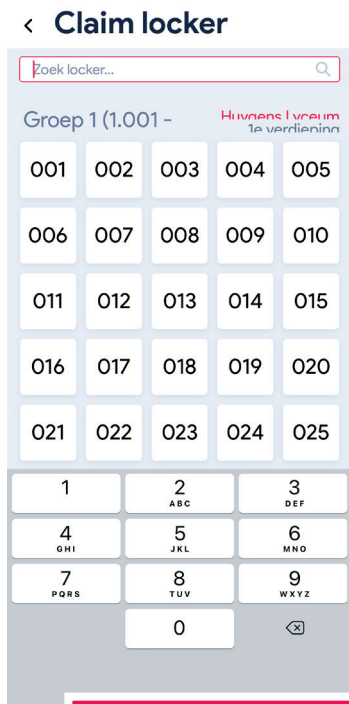 Claim locker
Zoek locker...
Groep 1 (1.001 -
Huygens Lyceum
1e verdieping
001 002 003 004 005
006 007 008 009 010
011 012 013 014 015
016 017 018 019 020
021 022 023 024 025
1 2 3
ABC DEF
4 5 6
GHI JKL MNO
7 8 9
PQRS TUV WXYZ
0